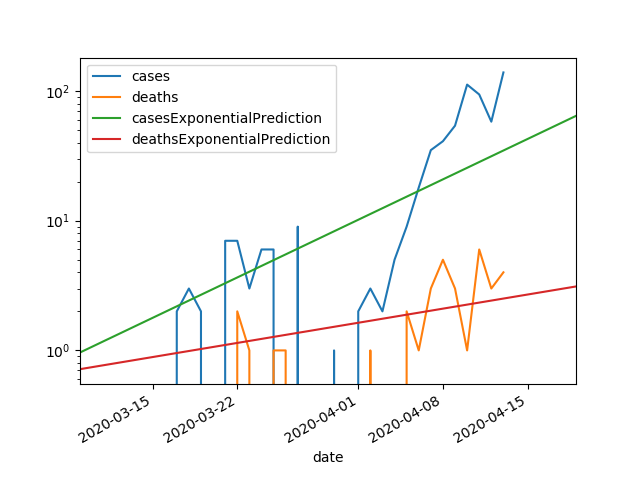 cases
deaths
casesExponentialPrediction
deathsExponentialPrediction
10²
10¹
10⁰
2020-03-15
2020-03-22
2020-04-01
2020-04-08
2020-04-15
date